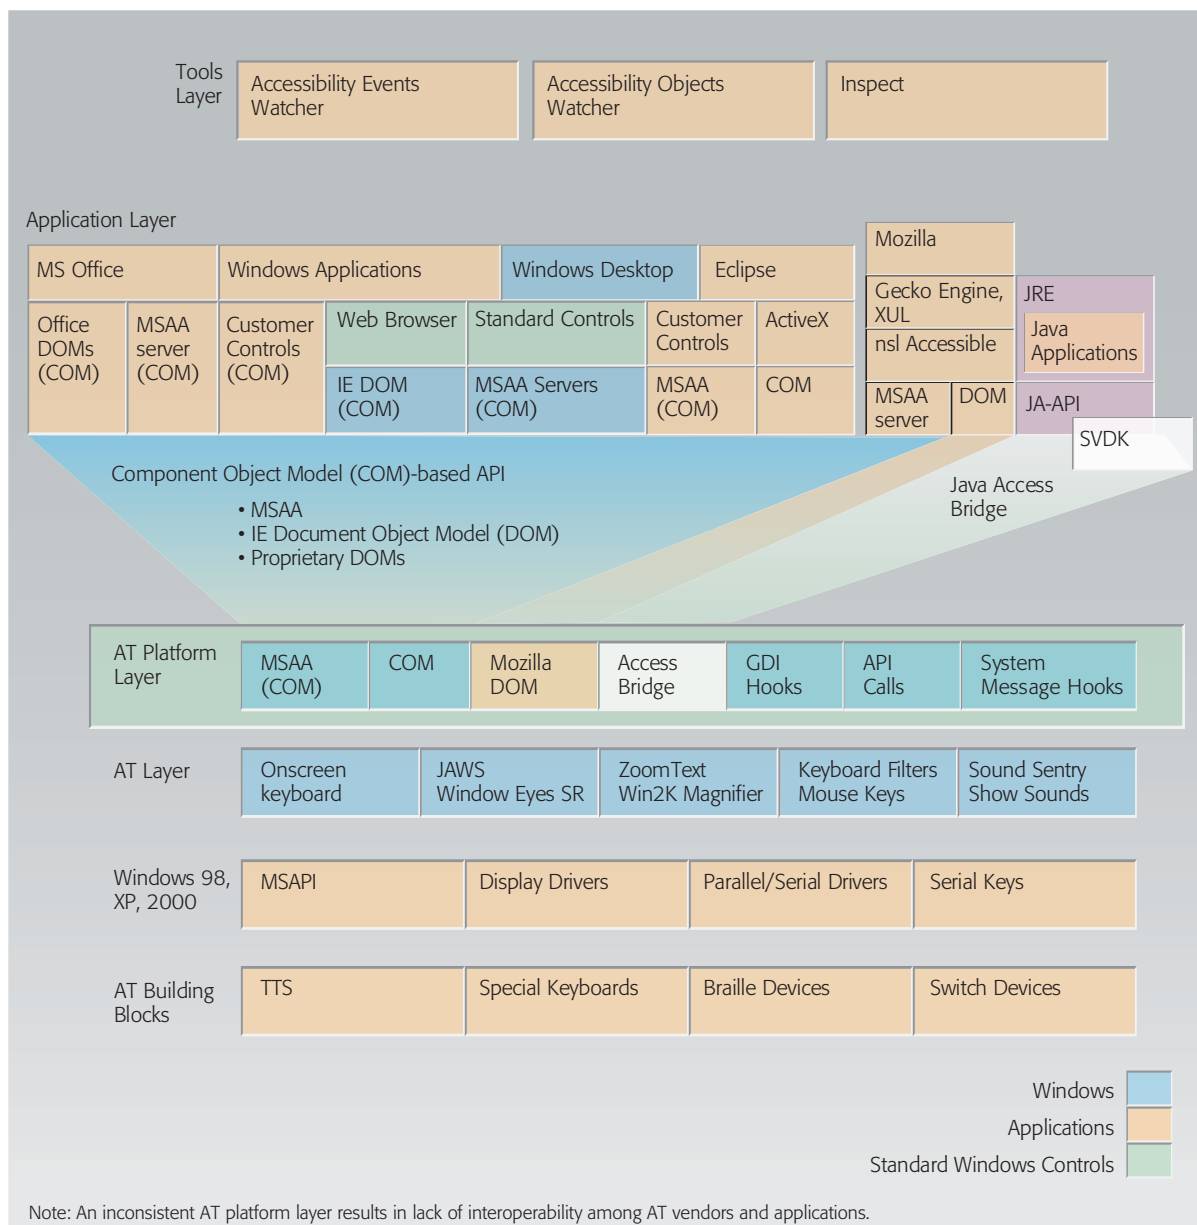 Tools
Layer
Accessibility Events
Watcher
Accessibility Objects
Watcher
Inspect
Application Layer
MS Office
Windows Applications
Windows Desktop
Eclipse
Mozilla
Office
DOMs
(COM)
MSAA
server
(COM)
Customer
Controls
(COM)
Web Browser
IE DOM
(COM)
Standard Controls
MSAA Servers
(COM)
Customer
Controls
MSAA
(COM)
ActiveX
COM
Gecko Engine,
XUL
nsl Accessible
MSAA
server
DOM
JRE
Java
Applications
JA-API
SVDK
Component Object Model (COM)-based API
• MSAA
• IE Document Object Model (DOM)
• Proprietary DOMs
Java Access
Bridge
AT Platform
Layer
MSAA
(COM)
COM
Mozilla
DOM
Access
Bridge
GDI
Hooks
API
Calls
System
Message Hooks
AT Layer
Onscreen
keyboard
JAWS
Window Eyes SR
ZoomText
Win2K Magnifier
Keyboard Filters
Mouse Keys
Sound Sentry
Show Sounds
Windows 98,
XP, 2000
MSAPI
Display Drivers
Parallel/Serial Drivers
Serial Keys
AT Building
Blocks
TTS
Special Keyboards
Braille Devices
Switch Devices
Windows
Applications
Standard Windows Controls
Note: An inconsistent AT platform layer results in lack of interoperability among AT vendors and applications.